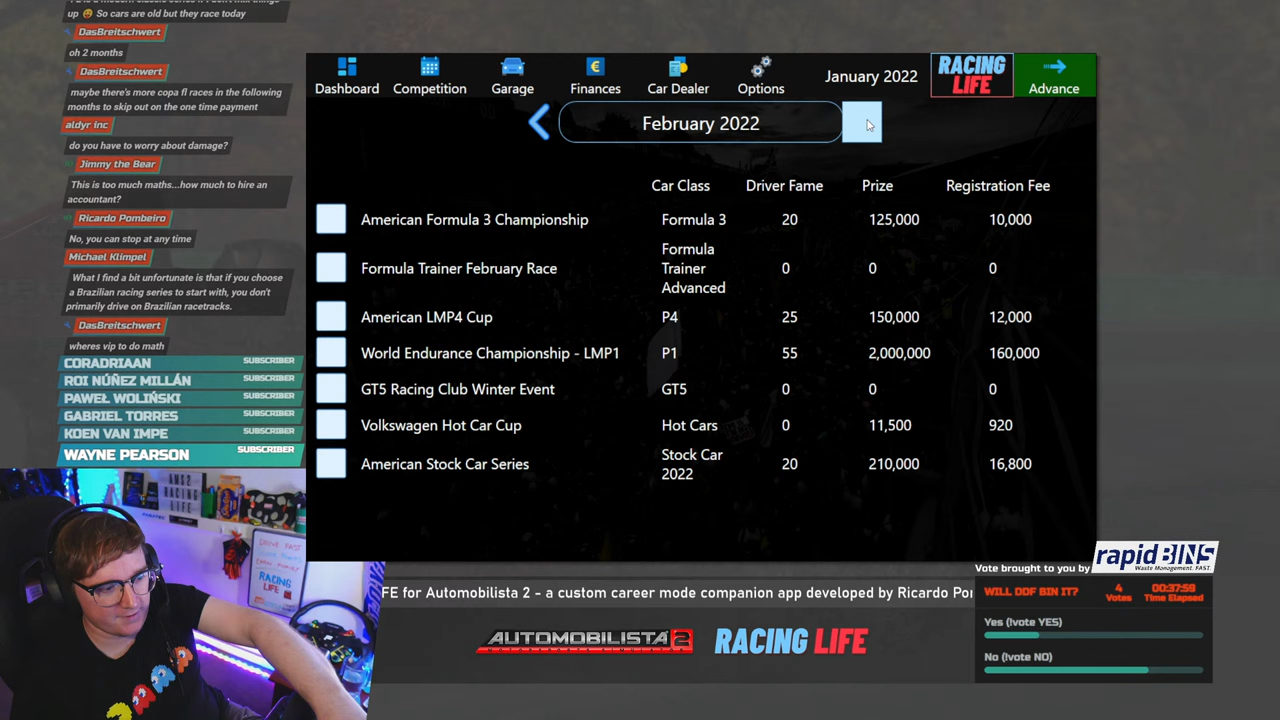 up 😅 So cars are old but they race today
DasBreitschwert
oh 2 months
DasBreitschwert
maybe there's more copa fl races in the following
months to skip out on the one time payment
aldyr inc
do you have to worry about damage?
Jimmy the Bear
This is too much maths...how much to hire an
accountant?
Ricardo Pombeiro
No, you can stop at any time
Michael Klimpel
What I find a bit unfortunate is that if you choose
a Brazilian racing series to start with, you don't
primarily drive on Brazilian racetracks.
DasBreitschwert
wheres vip to do math
CORADRIAAN SUBSCRIBER
ROI NÚÑEZ MILLÁN SUBSCRIBER
PAWEŁ WOLIŃSKI SUBSCRIBER
GABRIEL TORRES SUBSCRIBER
KOEN VAN IMPE SUBSCRIBER
WAYNE PEARSON SUBSCRIBER
Dashboard Competition Garage Finances Car Dealer Options January 2022 RACING LIFE Advance
February 2022
Car Class Driver Fame Prize Registration Fee
American Formula 3 Championship Formula 3 20 125,000 10,000
Formula Trainer February Race Formula Trainer Advanced 0 0 0
American LMP4 Cup P4 25 150,000 12,000
World Endurance Championship - LMP1 P1 55 2,000,000 160,000
GT5 Racing Club Winter Event GT5 0 0 0
Volkswagen Hot Car Cup Hot Cars 0 11,500 920
American Stock Car Series Stock Car 2022 20 210,000 16,800
AMS2
RACING
LIFE
RACING
LIFE
FE for Automobilista 2 - a custom career mode companion app developed by Ricardo Por
AUTOMOBILISTA 2 RACING LIFE
Vote brought to you by rapidBINS
Waste Management. FAST.
WILL DDF BIN IT? 4 Votes 00:37:59 Time Elapsed
Yes (!vote YES)
No (!vote NO)